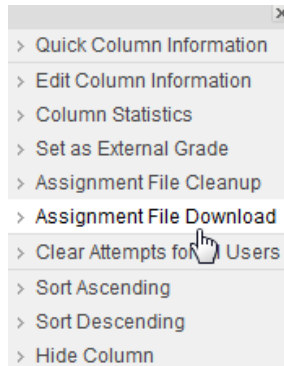 Quick Column Information
Edit Column Information
Column Statistics
Set as External Grade
Assignment File Cleanup
Assignment File Download
Clear Attempts for Users
Sort Ascending
Sort Descending
Hide Column